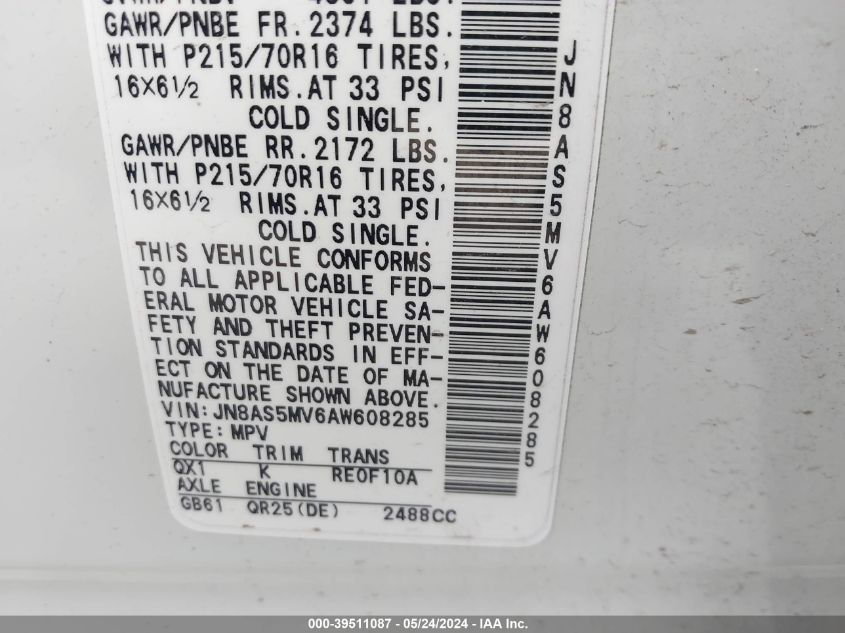 GAWR/PNBE FR. 2374 LBS.
WITH P215/70R16 TIRES,
16X6½ RIMS. AT 33 PSI
COLD SINGLE.
GAWR/PNBE RR. 2172 LBS.
WITH P215/70R16 TIRES,
16X6½ RIMS. AT 33 PSI
COLD SINGLE.
THIS VEHICLE CONFORMS
TO ALL APPLICABLE FED-
ERAL MOTOR VEHICLE SA-
FETY AND THEFT PREVEN-
TION STANDARDS IN EFF-
ECT ON THE DATE OF MA-
NUFACTURE SHOWN ABOVE.
VIN: JN8AS5MV6AW608285
TYPE: MPV
COLOR TRIM TRANS
QX1 K RE0F10A
AXLE ENGINE
GB61 QR25(DE) 2488CC
JN8AS5MV6AW608285
000-39511087 - 05/24/2024 - IAA Inc.